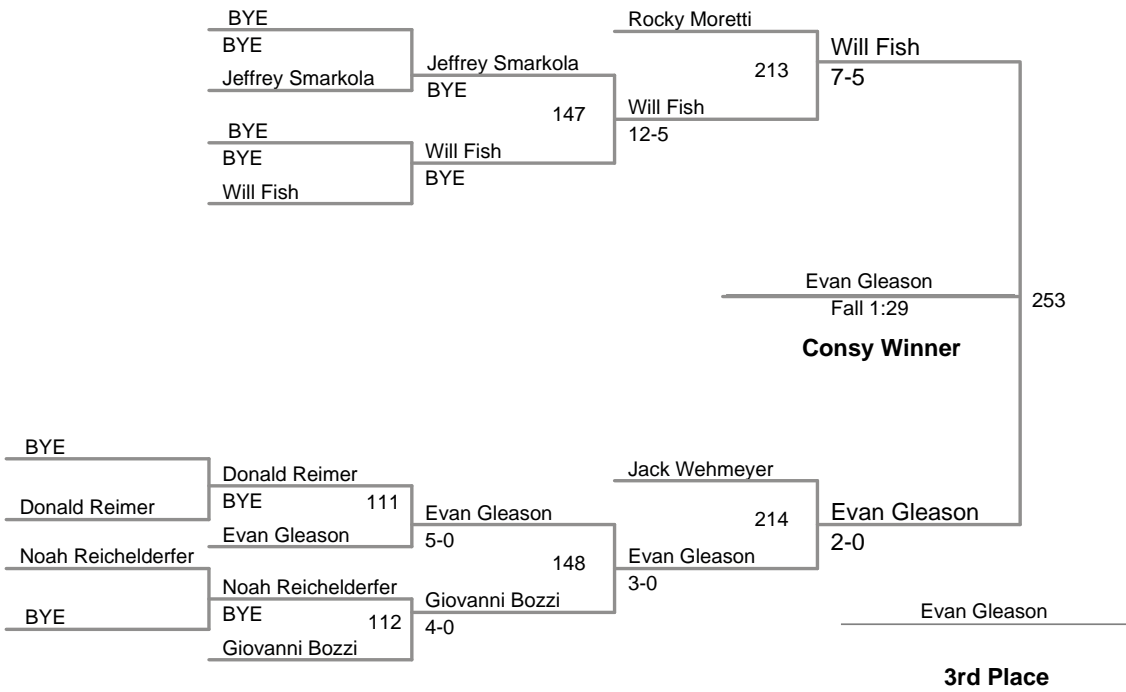 BYE
BYE
Jeffrey Smarkola
Jeffrey Smarkola
BYE
BYE
BYE
Will Fish
Will Fish
BYE
147
Rocky Moretti
Will Fish
12-5
213
Will Fish
7-5
Evan Gleason
Fall 1:29
253
Consy Winner
BYE
Donald Reimer
Donald Reimer
BYE
111
Evan Gleason
Noah Reichelderfer
BYE
Noah Reichelderfer
BYE
112
Giovanni Bozzi
Evan Gleason
5-0
148
Giovanni Bozzi
4-0
Jack Wehmeyer
Evan Gleason
3-0
214
Evan Gleason
2-0
Evan Gleason
3rd Place